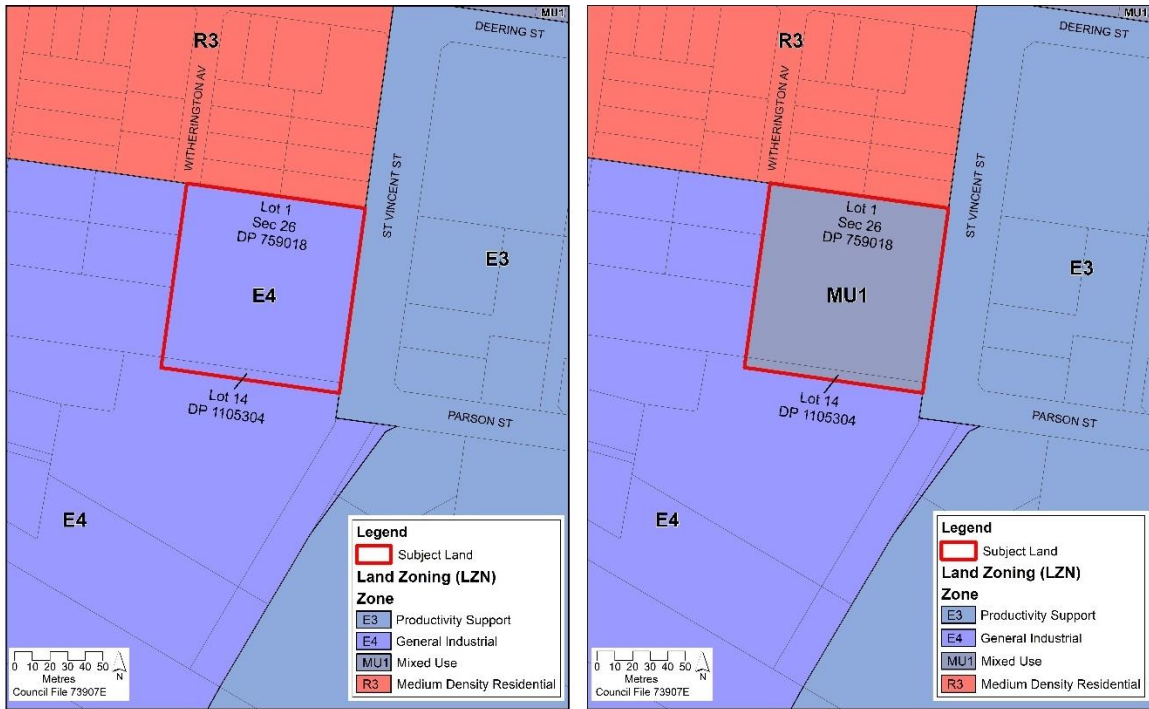 MU1
DEERING ST
R3
WITHERINGTON AV
ST VINCENT ST
Lot 1
Sec 26
DP 759018
E3
E4
Lot 14
DP 1105304
PARSON ST
E4
Legend
Subject Land
Land Zoning (LZN)
Zone
E3 Productivity Support
E4 General Industrial
MU1 Mixed Use
R3 Medium Density Residential
0 10 20 30 40 50
Metres
N
Council File 73907E
MU1
DEERING ST
R3
WITHERINGTON AV
ST VINCENT ST
Lot 1
Sec 26
DP 759018
E3
MU1
Lot 14
DP 1105304
PARSON ST
E4
Legend
Subject Land
Land Zoning (LZN)
Zone
E3 Productivity Support
E4 General Industrial
MU1 Mixed Use
R3 Medium Density Residential
0 10 20 30 40 50
Metres
N
Council File 73907E